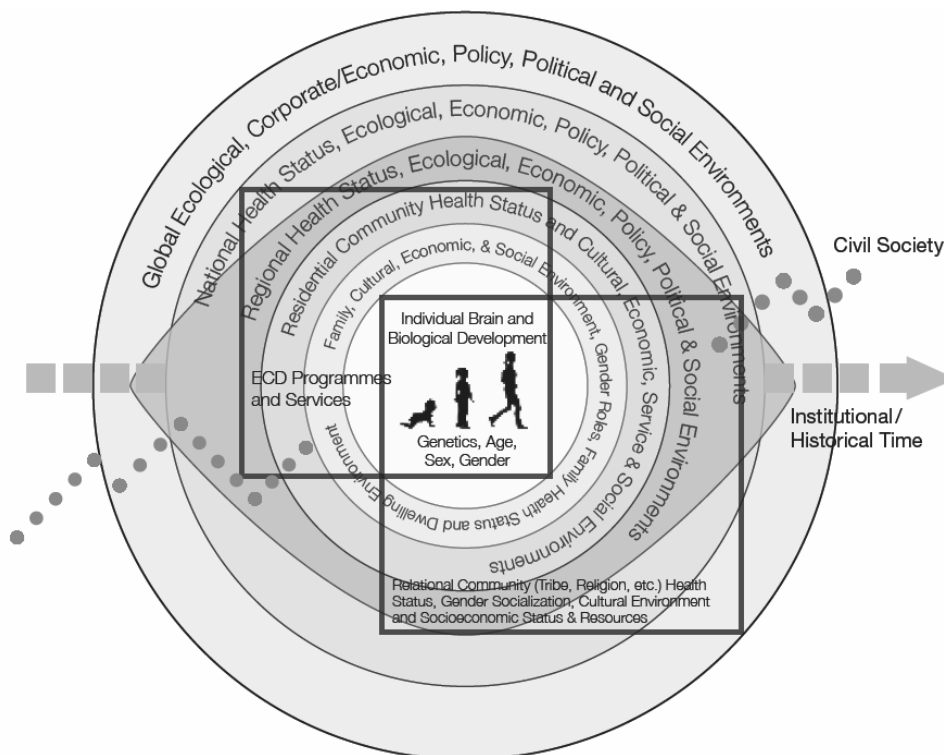 Global Ecological, Corporate/Economic, Policy, Political and Social Environments
National Health Status, Ecological, Economic, Policy, Political & Social Environments
Regional Health Status, Ecological, Economic, Policy, Political & Social Environments
Residential Community Health Status and Cultural, Economic, Service & Social Environments
Family, Cultural, Economic, & Social Environment, Gender Roles, Family Health Status and Dwelling Environment
Civil Society
Individual Brain and
Biological Development
ECD Programmes
and Services
Genetics, Age,
Sex, Gender
Institutional /
Historical Time
Relational Community (Tribe, Religion, etc.) Health
Status, Gender Socialization, Cultural Environment
and Socioeconomic Status & Resources